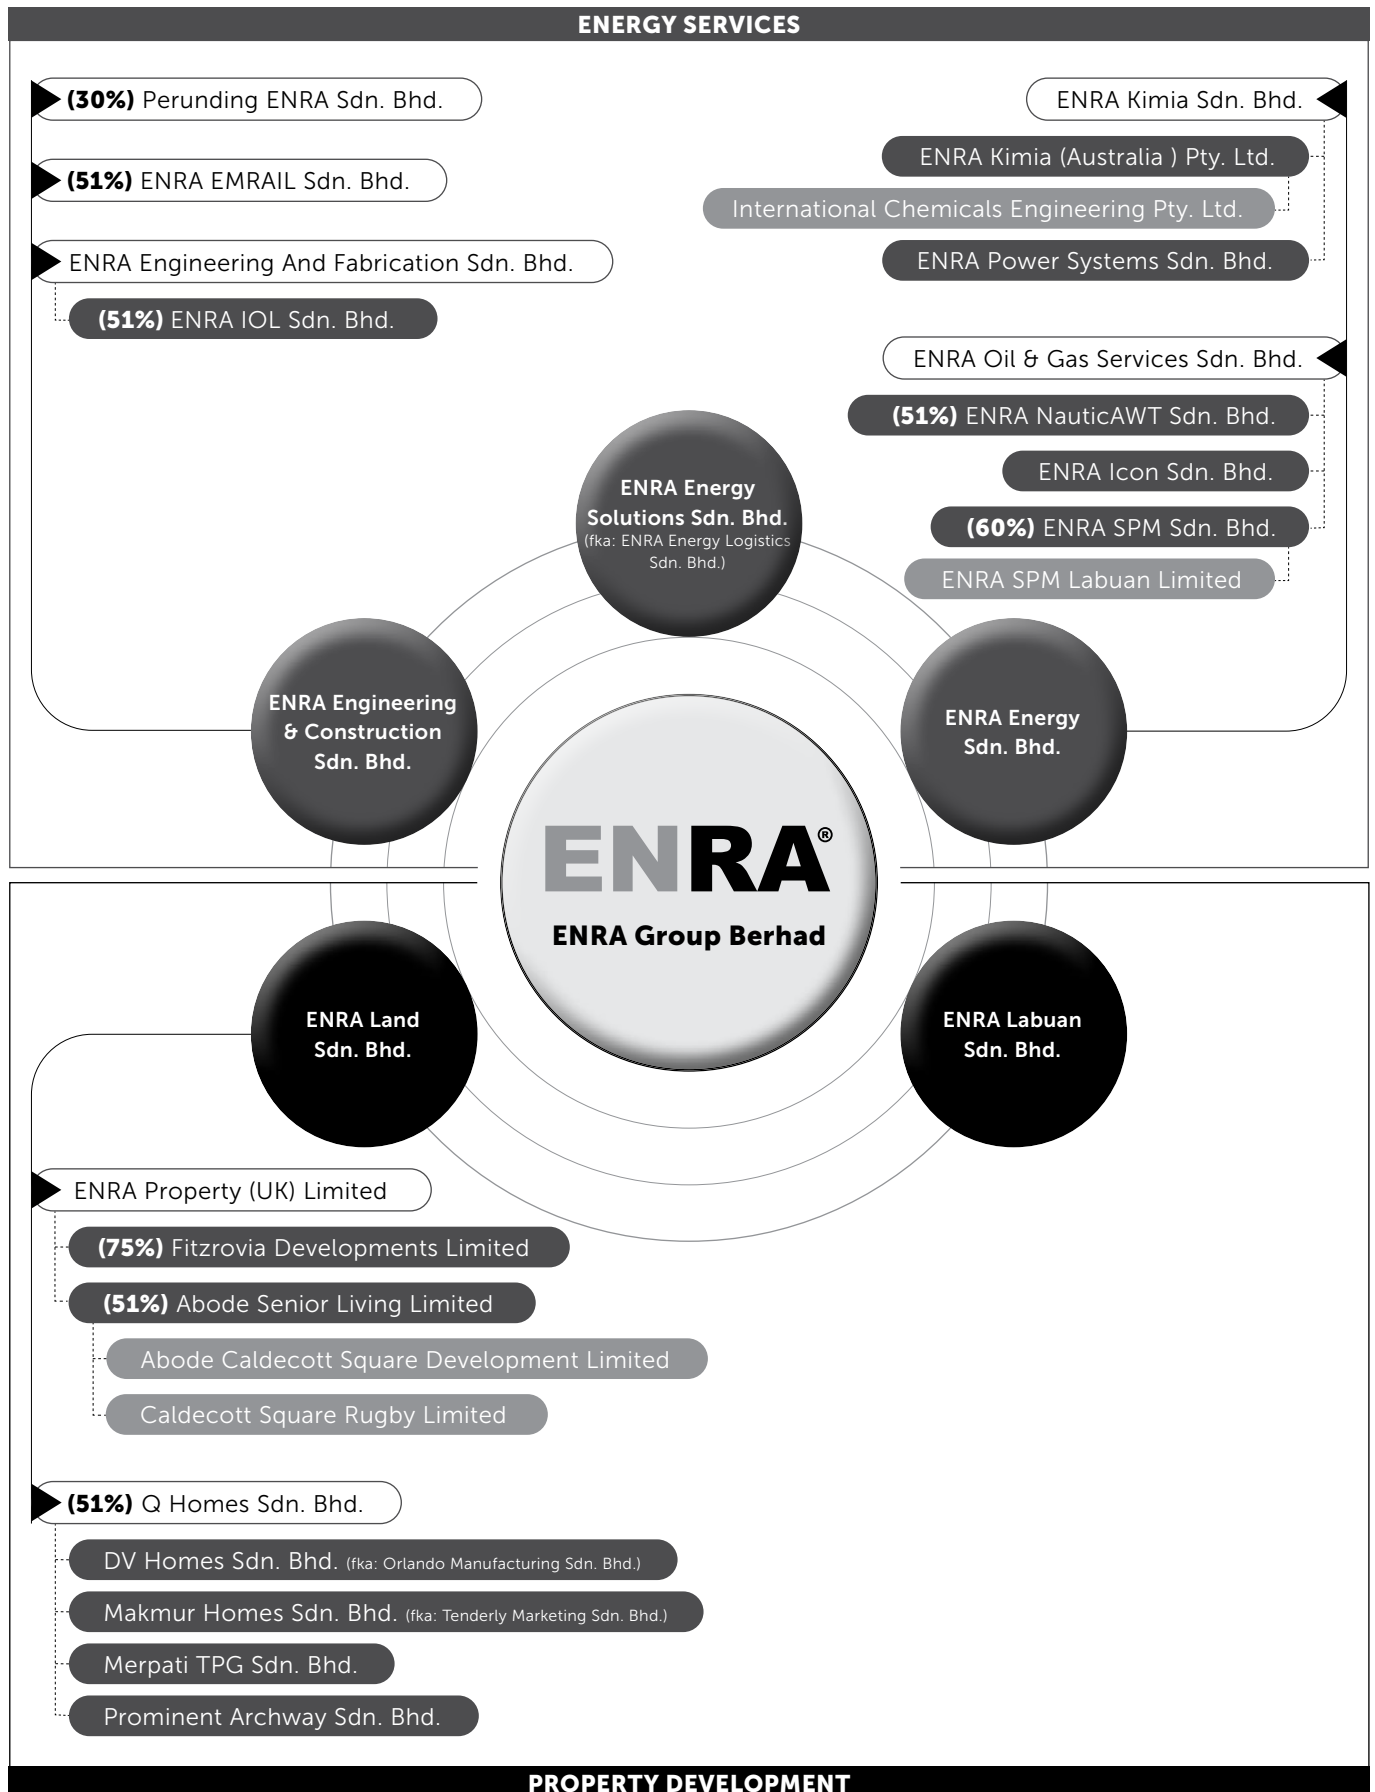 ENERGY SERVICES
(30%) Perunding ENRA Sdn. Bhd.
(51%) ENRA EMRAIL Sdn. Bhd.
ENRA Engineering And Fabrication Sdn. Bhd.
(51%) ENRA IOL Sdn. Bhd.
ENRA Kimia Sdn. Bhd.
ENRA Kimia (Australia ) Pty. Ltd.
International Chemicals Engineering Pty. Ltd.
ENRA Power Systems Sdn. Bhd.
ENRA Oil & Gas Services Sdn. Bhd.
(51%) ENRA NauticAWT Sdn. Bhd.
ENRA Icon Sdn. Bhd.
(60%) ENRA SPM Sdn. Bhd.
ENRA SPM Labuan Limited
ENRA Energy
Solutions Sdn. Bhd.
(fka: ENRA Energy Logistics
Sdn. Bhd.)
ENRA Engineering
& Construction
Sdn. Bhd.
ENRA Energy
Sdn. Bhd.
ENRA®
ENRA Group Berhad
ENRA Land
Sdn. Bhd.
ENRA Labuan
Sdn. Bhd.
ENRA Property (UK) Limited
(75%) Fitzrovia Developments Limited
(51%) Abode Senior Living Limited
Abode Caldecott Square Development Limited
Caldecott Square Rugby Limited
(51%) Q Homes Sdn. Bhd.
DV Homes Sdn. Bhd. (fka: Orlando Manufacturing Sdn. Bhd.)
Makmur Homes Sdn. Bhd. (fka: Tenderly Marketing Sdn. Bhd.)
Merpati TPG Sdn. Bhd.
Prominent Archway Sdn. Bhd.
PROPERTY DEVELOPMENT